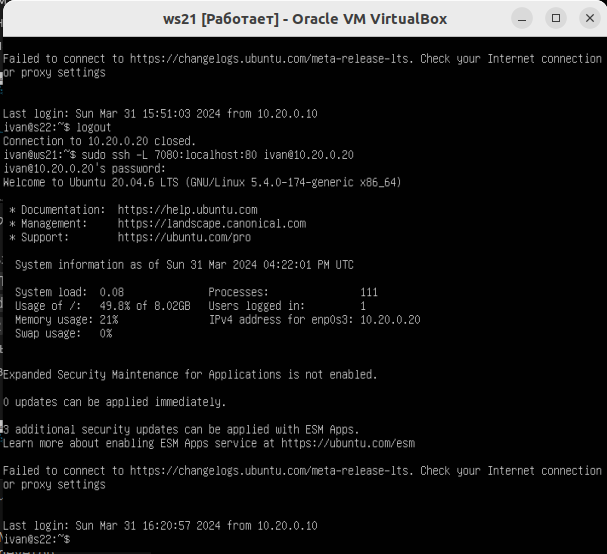 ws21 [Работает] - Oracle VM VirtualBox
Failed to connect to https://changelogs.ubuntu.com/meta-release-lts. Check your Internet connection
or proxy settings
Last login: Sun Mar 31 15:51:03 2024 from 10.20.0.10
ivan@s22:~$ logout
Connection to 10.20.0.20 closed.
ivan@ws21:~$ sudo ssh -L 7080:localhost:80 ivan@10.20.0.20
ivan@10.20.0.20's password:
Welcome to Ubuntu 20.04.6 LTS (GNU/Linux 5.4.0-174-generic x86_64)
* Documentation:  https://help.ubuntu.com
* Management:     https://landscape.canonical.com
* Support:        https://ubuntu.com/pro
System information as of Sun 31 Mar 2024 04:22:01 PM UTC
System load:  0.08              Processes:               111
Usage of /:   49.8% of 8.02GB   Users logged in:         1
Memory usage: 21%               IPv4 address for enp0s3: 10.20.0.20
Swap usage:   0%
Expanded Security Maintenance for Applications is not enabled.
0 updates can be applied immediately.
3 additional security updates can be applied with ESM Apps.
Learn more about enabling ESM Apps service at https://ubuntu.com/esm
Failed to connect to https://changelogs.ubuntu.com/meta-release-lts. Check your Internet connection
or proxy settings
Last login: Sun Mar 31 16:20:57 2024 from 10.20.0.10
ivan@s22:~$